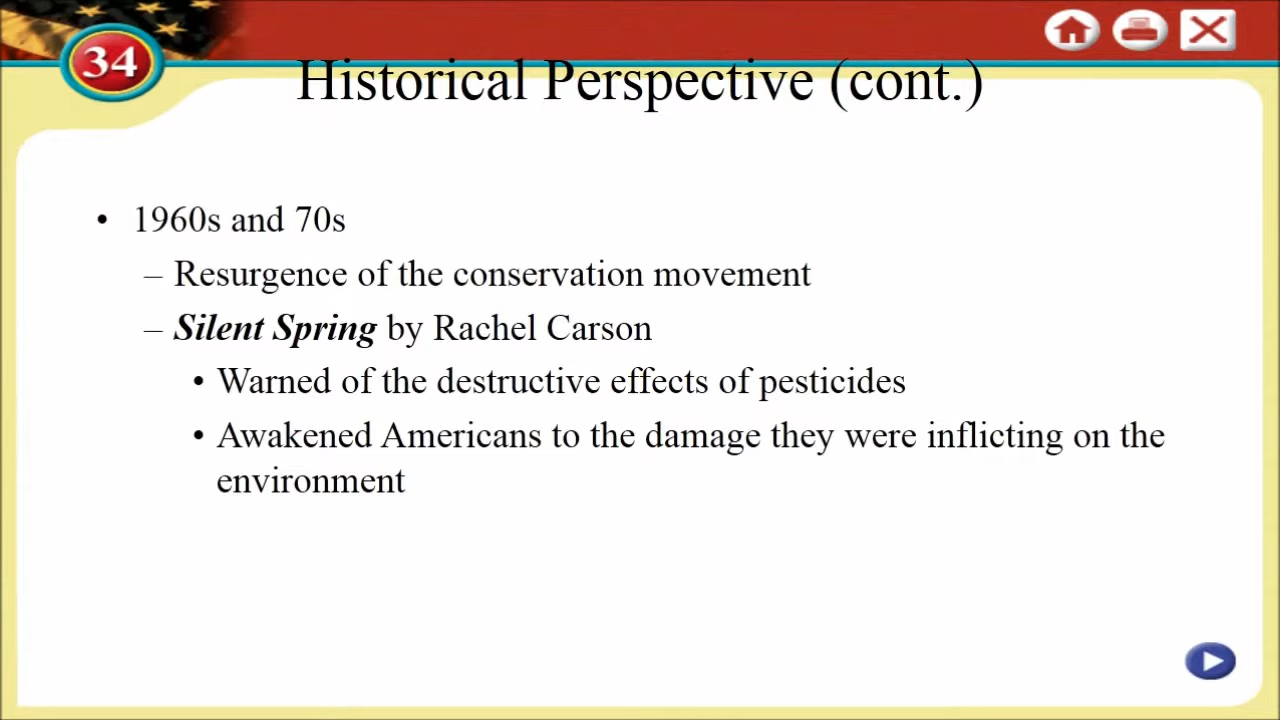 34
Historical Perspective (cont.)
• 1960s and 70s
– Resurgence of the conservation movement
– Silent Spring by Rachel Carson
• Warned of the destructive effects of pesticides
• Awakened Americans to the damage they were inflicting on the
environment